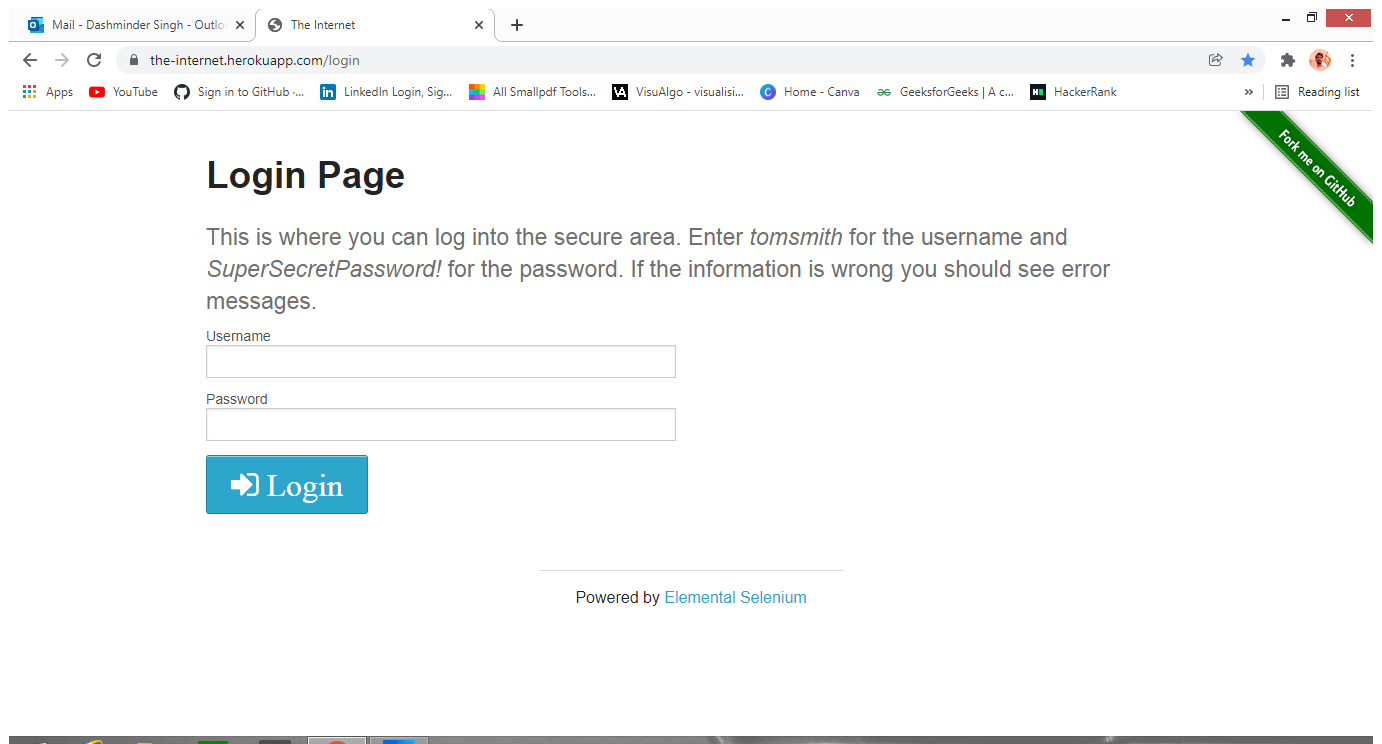 Mail - Dashminder Singh - Outlo
The Internet
the-internet.herokuapp.com/login
Apps
YouTube
Sign in to GitHub ·...
LinkedIn Login, Sig...
All Smallpdf Tools...
VisuAlgo - visualisi...
Home - Canva
GeeksforGeeks | A c...
HackerRank
»
Reading list
Fork me on GitHub
Login Page
This is where you can log into the secure area. Enter tomsmith for the username and
SuperSecretPassword! for the password. If the information is wrong you should see error
messages.
Username
Password
Login
Powered by Elemental Selenium